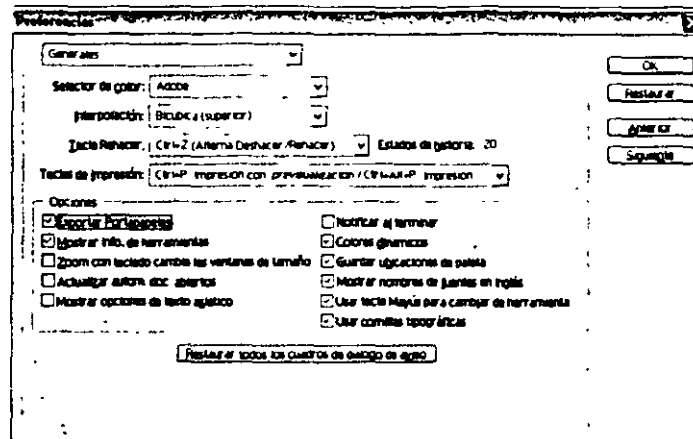 Preferencias
Generales
OK
Selector de color: Adobe
Restaurar
Interpolación: Bicúbica (superior)
Anterior
Tecla Rehacer: Ctrl+Z (Alterna Deshacer /Rehacer) Estados de historia: 20
Siguiente
Teclas de impresión: Ctrl+P Impresión con previsualización / Ctrl+Alt+P Impresión
Opciones
Exportar Portapapeles
Notificar al terminar
Mostrar info. de herramientas
Colores dinámicos
Zoom con teclado cambia las ventanas de tamaño
Guardar ubicaciones de paleta
Actualizar autom. doc. abiertos
Mostrar nombres de fuentes en inglés
Mostrar opciones de texto asiático
Usar tecla Mayús para cambiar de herramienta
Usar comillas tipográficas
Restaurar todos los cuadros de diálogo de aviso